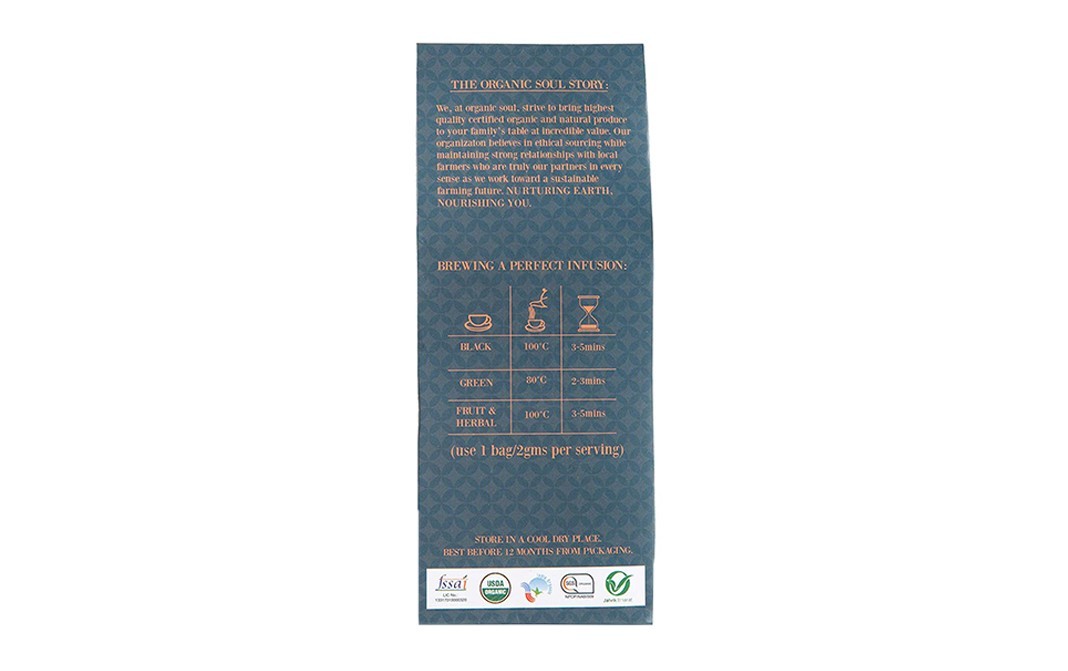 THE ORGANIC SOUL STORY:
We, at organic soul, strive to bring highest
quality certified organic and natural produce
to your family's table at incredible value. Our
organizaton believes in ethical sourcing while
maintaining strong relationships with local
farmers who are truly our partners in every
sense as we work toward a sustainable
farming future. NURTURING EARTH,
NOURISHING YOU.
BREWING A PERFECT INFUSION:
BLACK 100°C 3-5mins
GREEN 80°C 2-3mins
FRUIT & HERBAL 100°C 3-5mins
(use 1 bag/2gms per serving)
STORE IN A COOL DRY PLACE.
BEST BEFORE 12 MONTHS FROM PACKAGING.
fssai
LIC No.
USDA
ORGANIC
SGS